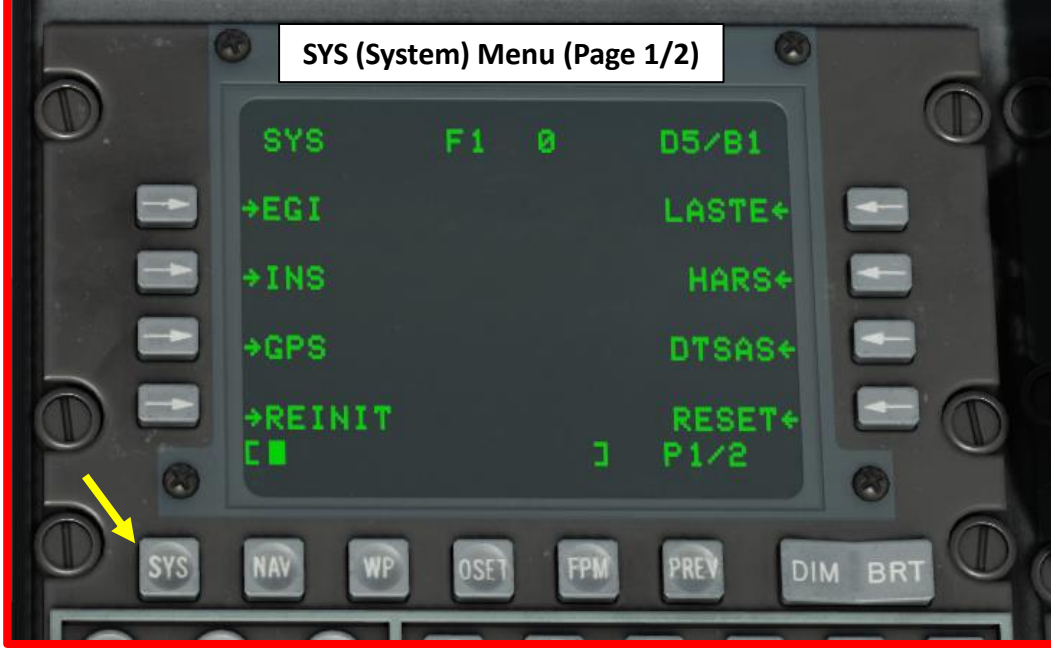 SYS (System) Menu (Page 1/2)
SYS F1 0 D5/B1
→EGI LASTE←
→INS HARS←
→GPS DTSAS←
→REINIT RESET←
[ ] P1/2
SYS NAV WP OSET FPM PREV DIM BRT